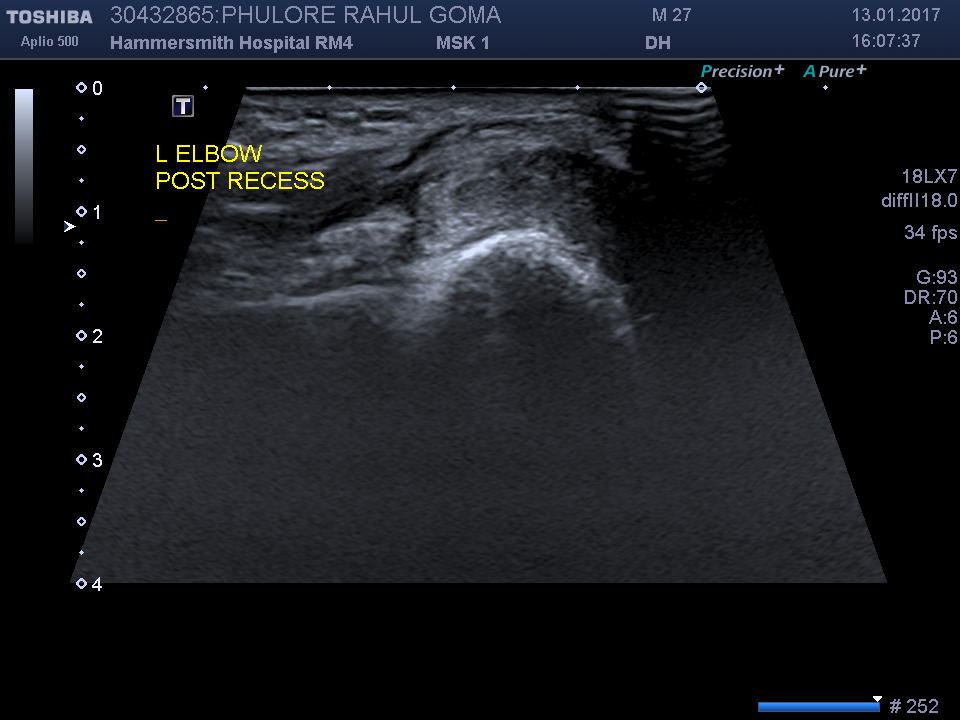 TOSHIBA 30432865:PHULORE RAHUL GOMA M 27 13.01.2017
Aplio 500 Hammersmith Hospital RM4 MSK 1 DH 16:07:37
Precision+ APure+
0
T
L ELBOW
POST RECESS
18LX7
diffII18.0
1
34 fps
G:93
DR:70
A:6
P:6
2
3
4
# 252